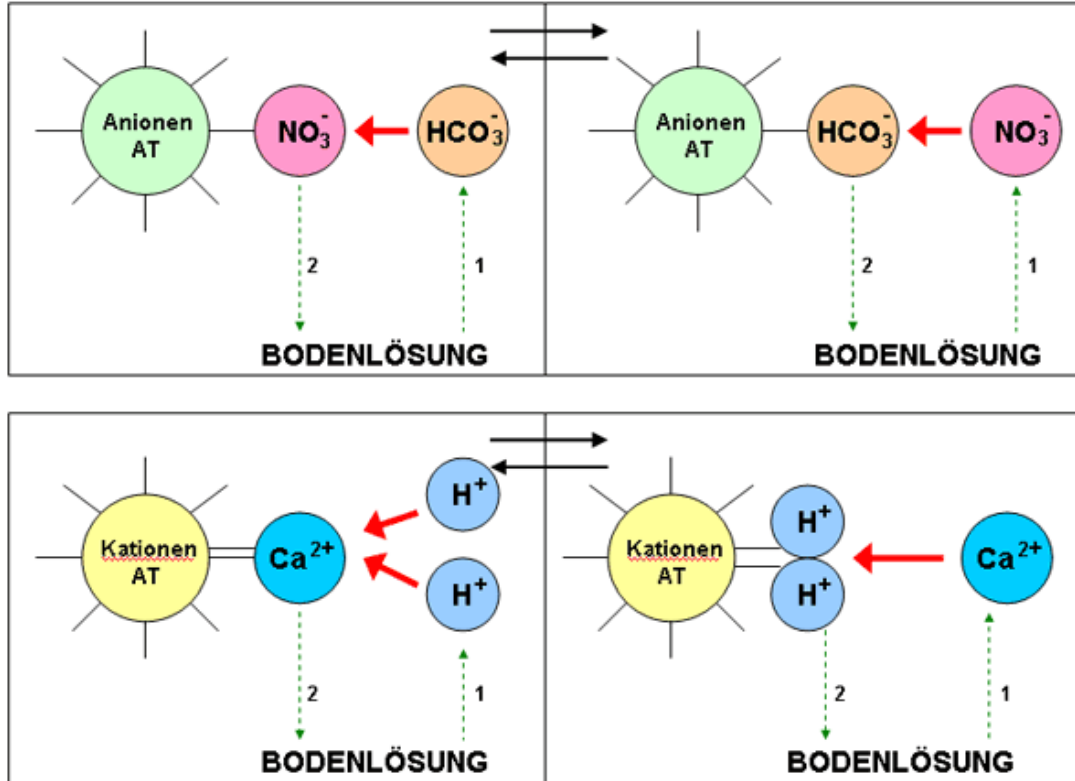 Anionen
AT
NO₃⁻
HCO₃⁻
2
1
BODENLÖSUNG
Anionen
AT
HCO₃⁻
NO₃⁻
2
1
BODENLÖSUNG
Kationen
AT
Ca²⁺
H⁺
H⁺
2
1
BODENLÖSUNG
Kationen
AT
H⁺
H⁺
Ca²⁺
2
1
BODENLÖSUNG